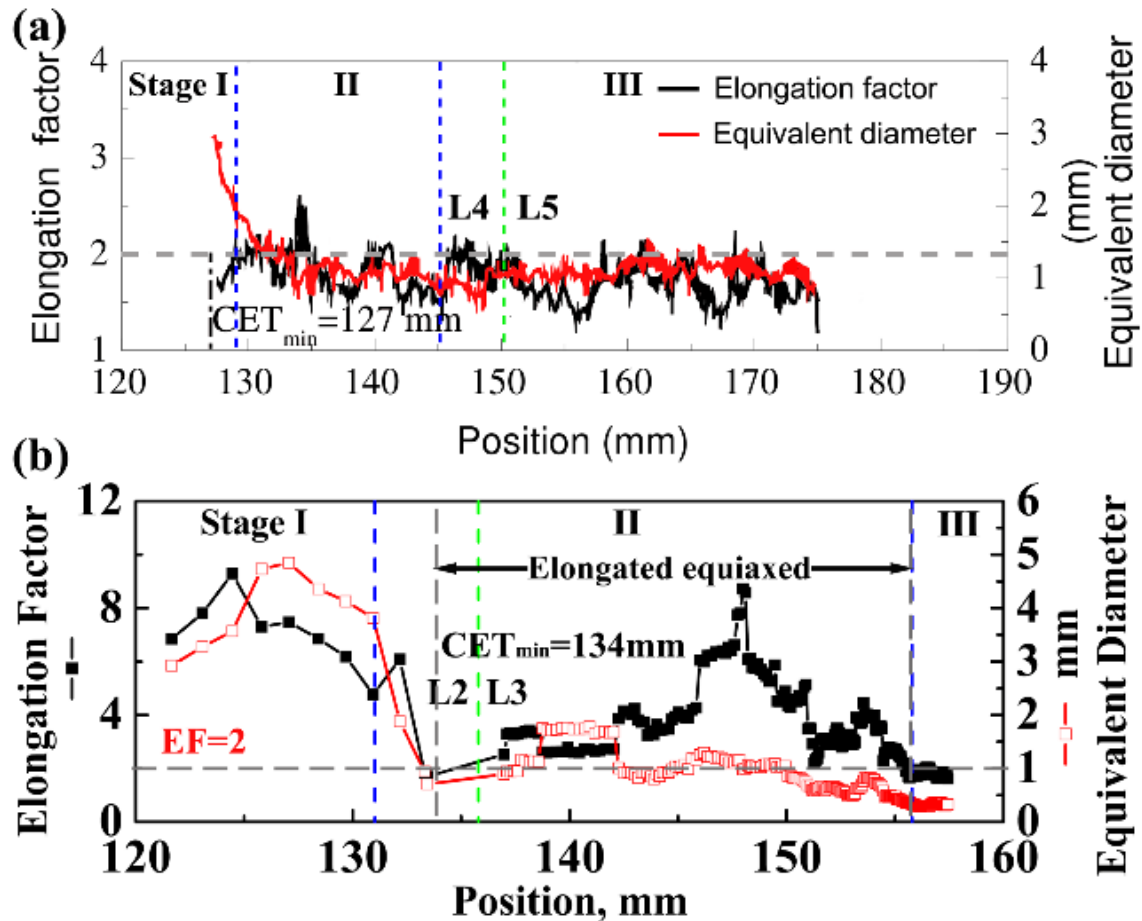 (a)
4
4
Stage I
II
III
Elongation factor
Equivalent diameter
3
3
L4
L5
2
2
1
CET min=127 mm
1
0
120
130
140
150
160
170
180
190
Elongation factor
Equivalent diameter
(mm)
Position (mm)
(b)
12
6
Stage I
II
III
5
Elongated equiaxed
8
4
CETmin=134mm
3
L2
L3
4
2
EF=2
1
0
0
120
130
140
150
160
Elongation Factor
Equivalent Diameter
mm
Position, mm